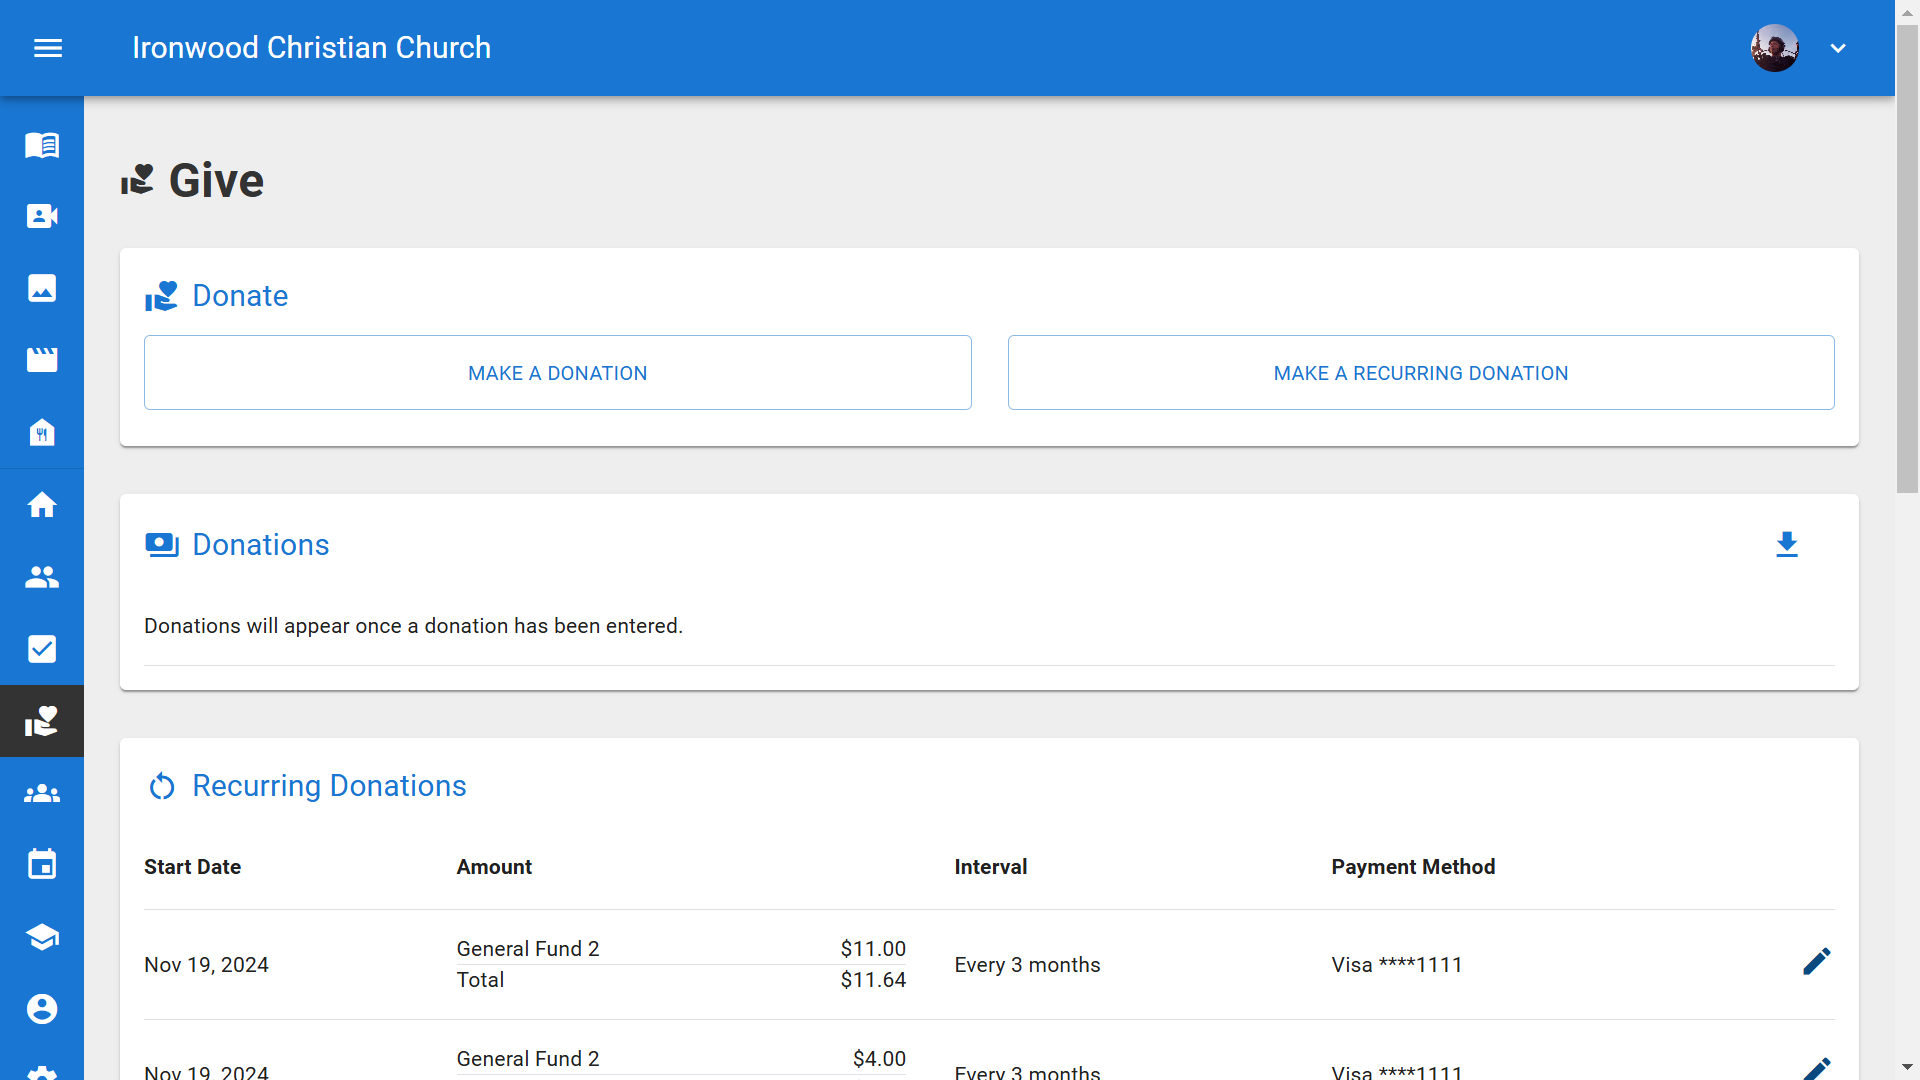 Ironwood Christian Church
Give
Donate
MAKE A DONATION
MAKE A RECURRING DONATION
Donations
Donations will appear once a donation has been entered.
Recurring Donations
Start Date Amount Interval Payment Method
Nov 19, 2024 General Fund 2 $11.00 Every 3 months Visa ****1111
Total $11.64
Nov 19, 2024 General Fund 2 $4.00 Every 3 months Visa ****1111